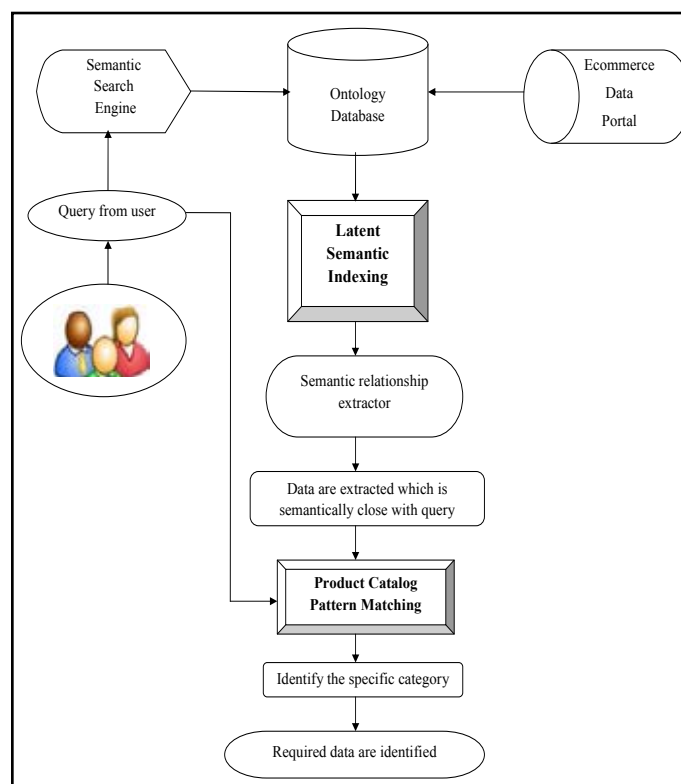 Semantic
Search
Engine
Ontology
Database
Ecommerce
Data
Portal
Query from user
Latent
Semantic
Indexing
Semantic relationship
extractor
Data are extracted which is
semantically close with query
Product Catalog
Pattern Matching
Identify the specific category
Required data are identified